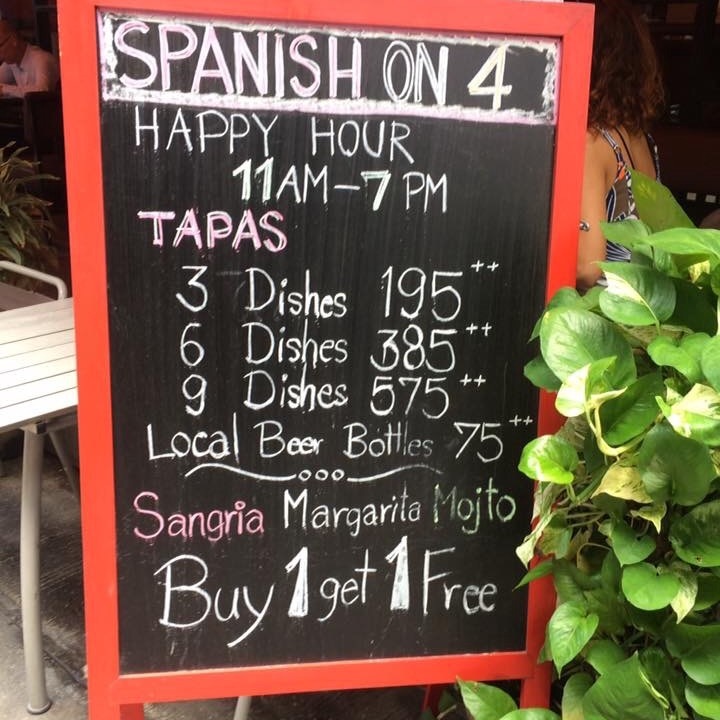 SPANISH ON 4
HAPPY HOUR
11AM-7 PM
TAPAS
3 Dishes 195++
6 Dishes 385++
9 Dishes 575++
Local Beer Bottles 75++
Sangria Margarita Mojto
Buy 1 get 1 Free